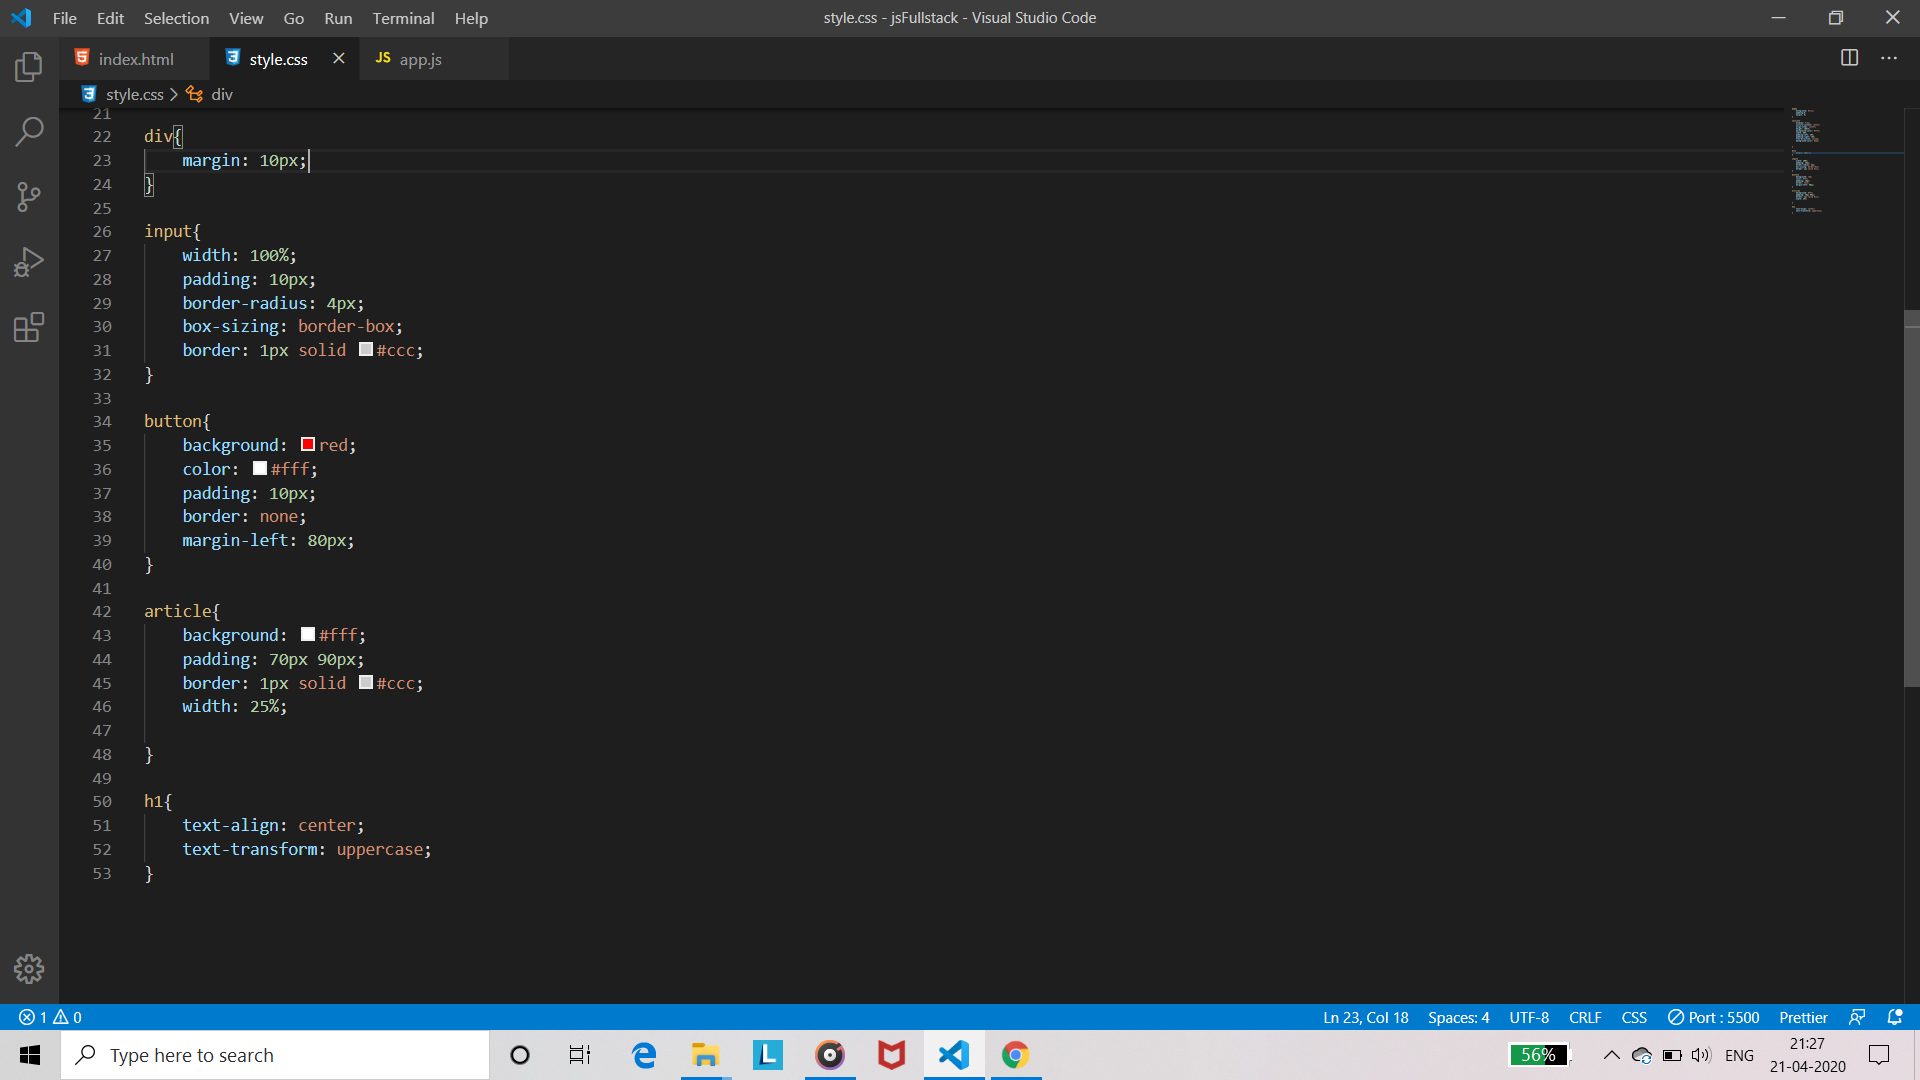 File Edit Selection View Go Run Terminal Help
style.css - jsFullstack - Visual Studio Code
index.html style.css JS app.js
style.css > div
21
22 div{
23     margin: 10px;
24 }
25
26 input{
27     width: 100%;
28     padding: 10px;
29     border-radius: 4px;
30     box-sizing: border-box;
31     border: 1px solid #ccc;
32 }
33
34 button{
35     background: red;
36     color: #fff;
37     padding: 10px;
38     border: none;
39     margin-left: 80px;
40 }
41
42 article{
43     background: #fff;
44     padding: 70px 90px;
45     border: 1px solid #ccc;
46     width: 25%;
47
48 }
49
50 h1{
51     text-align: center;
52     text-transform: uppercase;
53 }
1 0
Ln 23, Col 18 Spaces: 4 UTF-8 CRLF CSS Port : 5500 Prettier
Type here to search
L
56%
ENG
21:27
21-04-2020